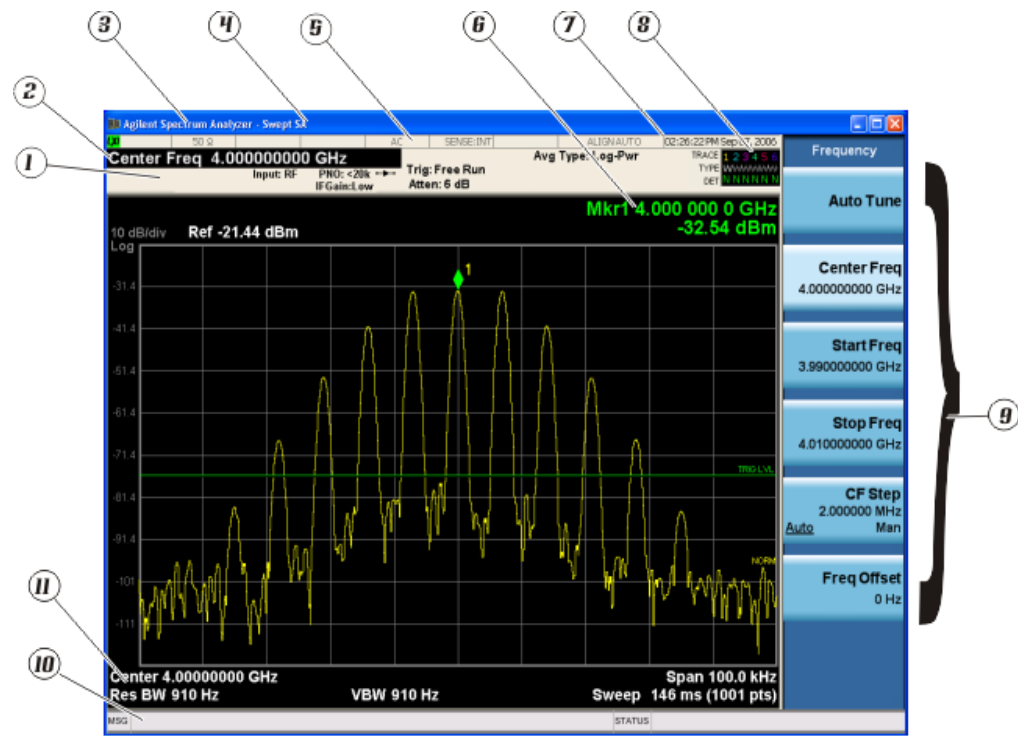 3
4
5
6
7
8
2
1
Agilent Spectrum Analyzer - Swept SA
LXI
50 Ω
AC
SENSE:INT
ALIGN AUTO
02:26:22 PM Sep 07, 2006
Center Freq 4.000000000 GHz
Input: RF
PNO: <20k
IFGain:Low
Trig: Free Run
Atten: 6 dB
Avg Type: Log-Pwr
TRACE 1 2 3 4 5 6
TYPE WWWWWW
DET N N N N N N
Frequency
Mkr1 4.000 000 0 GHz
-32.54 dBm
10 dB/div
Log
Ref -21.44 dBm
1
-31.4
-41.4
-51.4
-61.4
-71.4
-81.4
-91.4
-101
-111
TRIG LVL
NORM
Auto Tune
Center Freq
4.000000000 GHz
Start Freq
3.990000000 GHz
Stop Freq
4.010000000 GHz
CF Step
2.000000 MHz
Auto Man
Freq Offset
0 Hz
9
11
10
Center 4.00000000 GHz
Span 100.0 kHz
Res BW 910 Hz
VBW 910 Hz
Sweep 146 ms (1001 pts)
MSG
STATUS